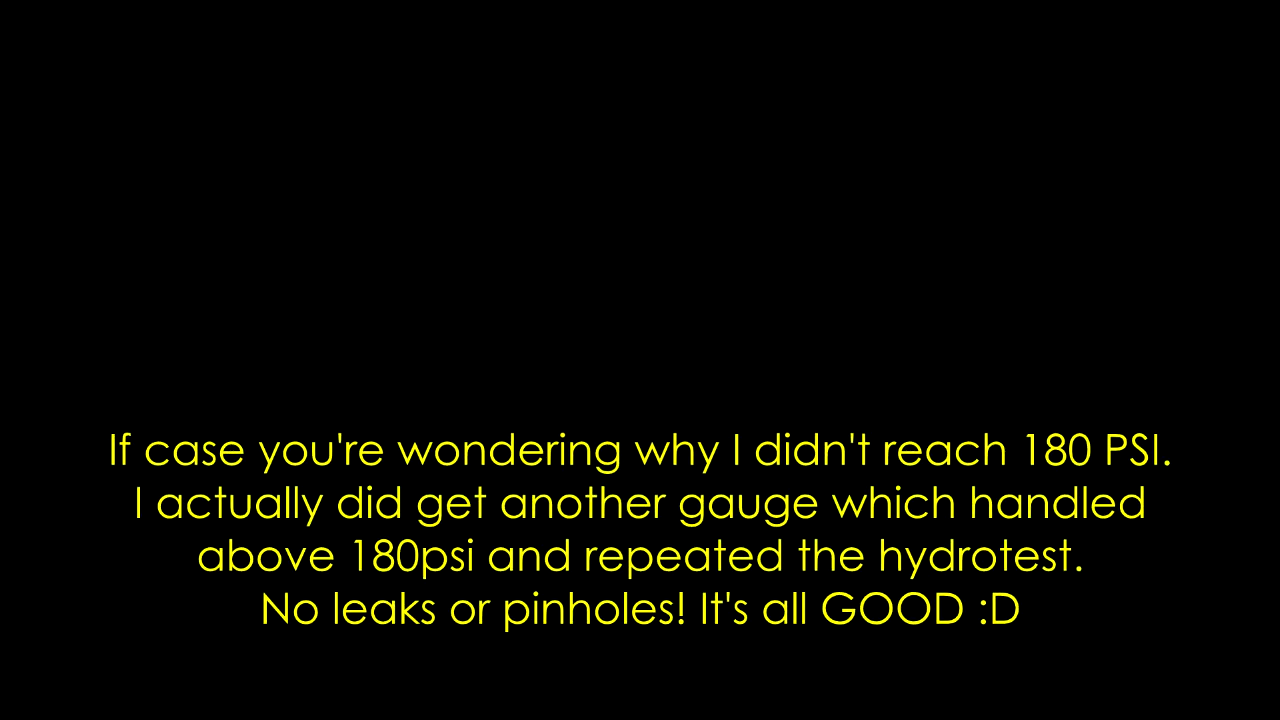 If case you're wondering why I didn't reach 180 PSI.
I actually did get another gauge which handled
above 180psi and repeated the hydrotest.
No leaks or pinholes! It's all GOOD :D